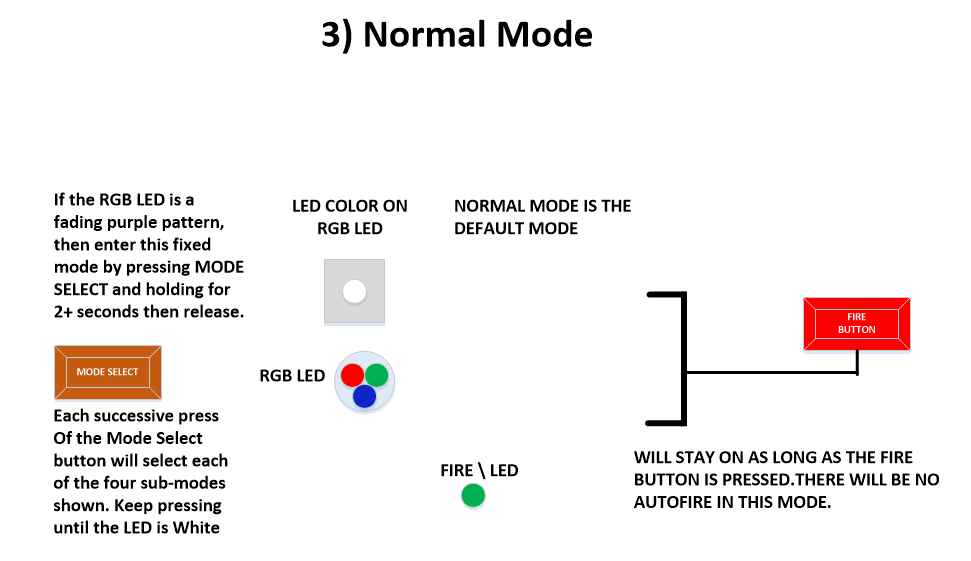 3) Normal Mode
If the RGB LED is a
fading purple pattern,
then enter this fixed
mode by pressing MODE
SELECT and holding for
2+ seconds then release.
MODE SELECT
Each successive press
Of the Mode Select
button will select each
of the four sub-modes
shown. Keep pressing
until the LED is White
LED COLOR ON
RGB LED
RGB LED
NORMAL MODE IS THE
DEFAULT MODE
FIRE \ LED
FIRE
BUTTON
WILL STAY ON AS LONG AS THE FIRE
BUTTON IS PRESSED.THERE WILL BE NO
AUTOFIRE IN THIS MODE.